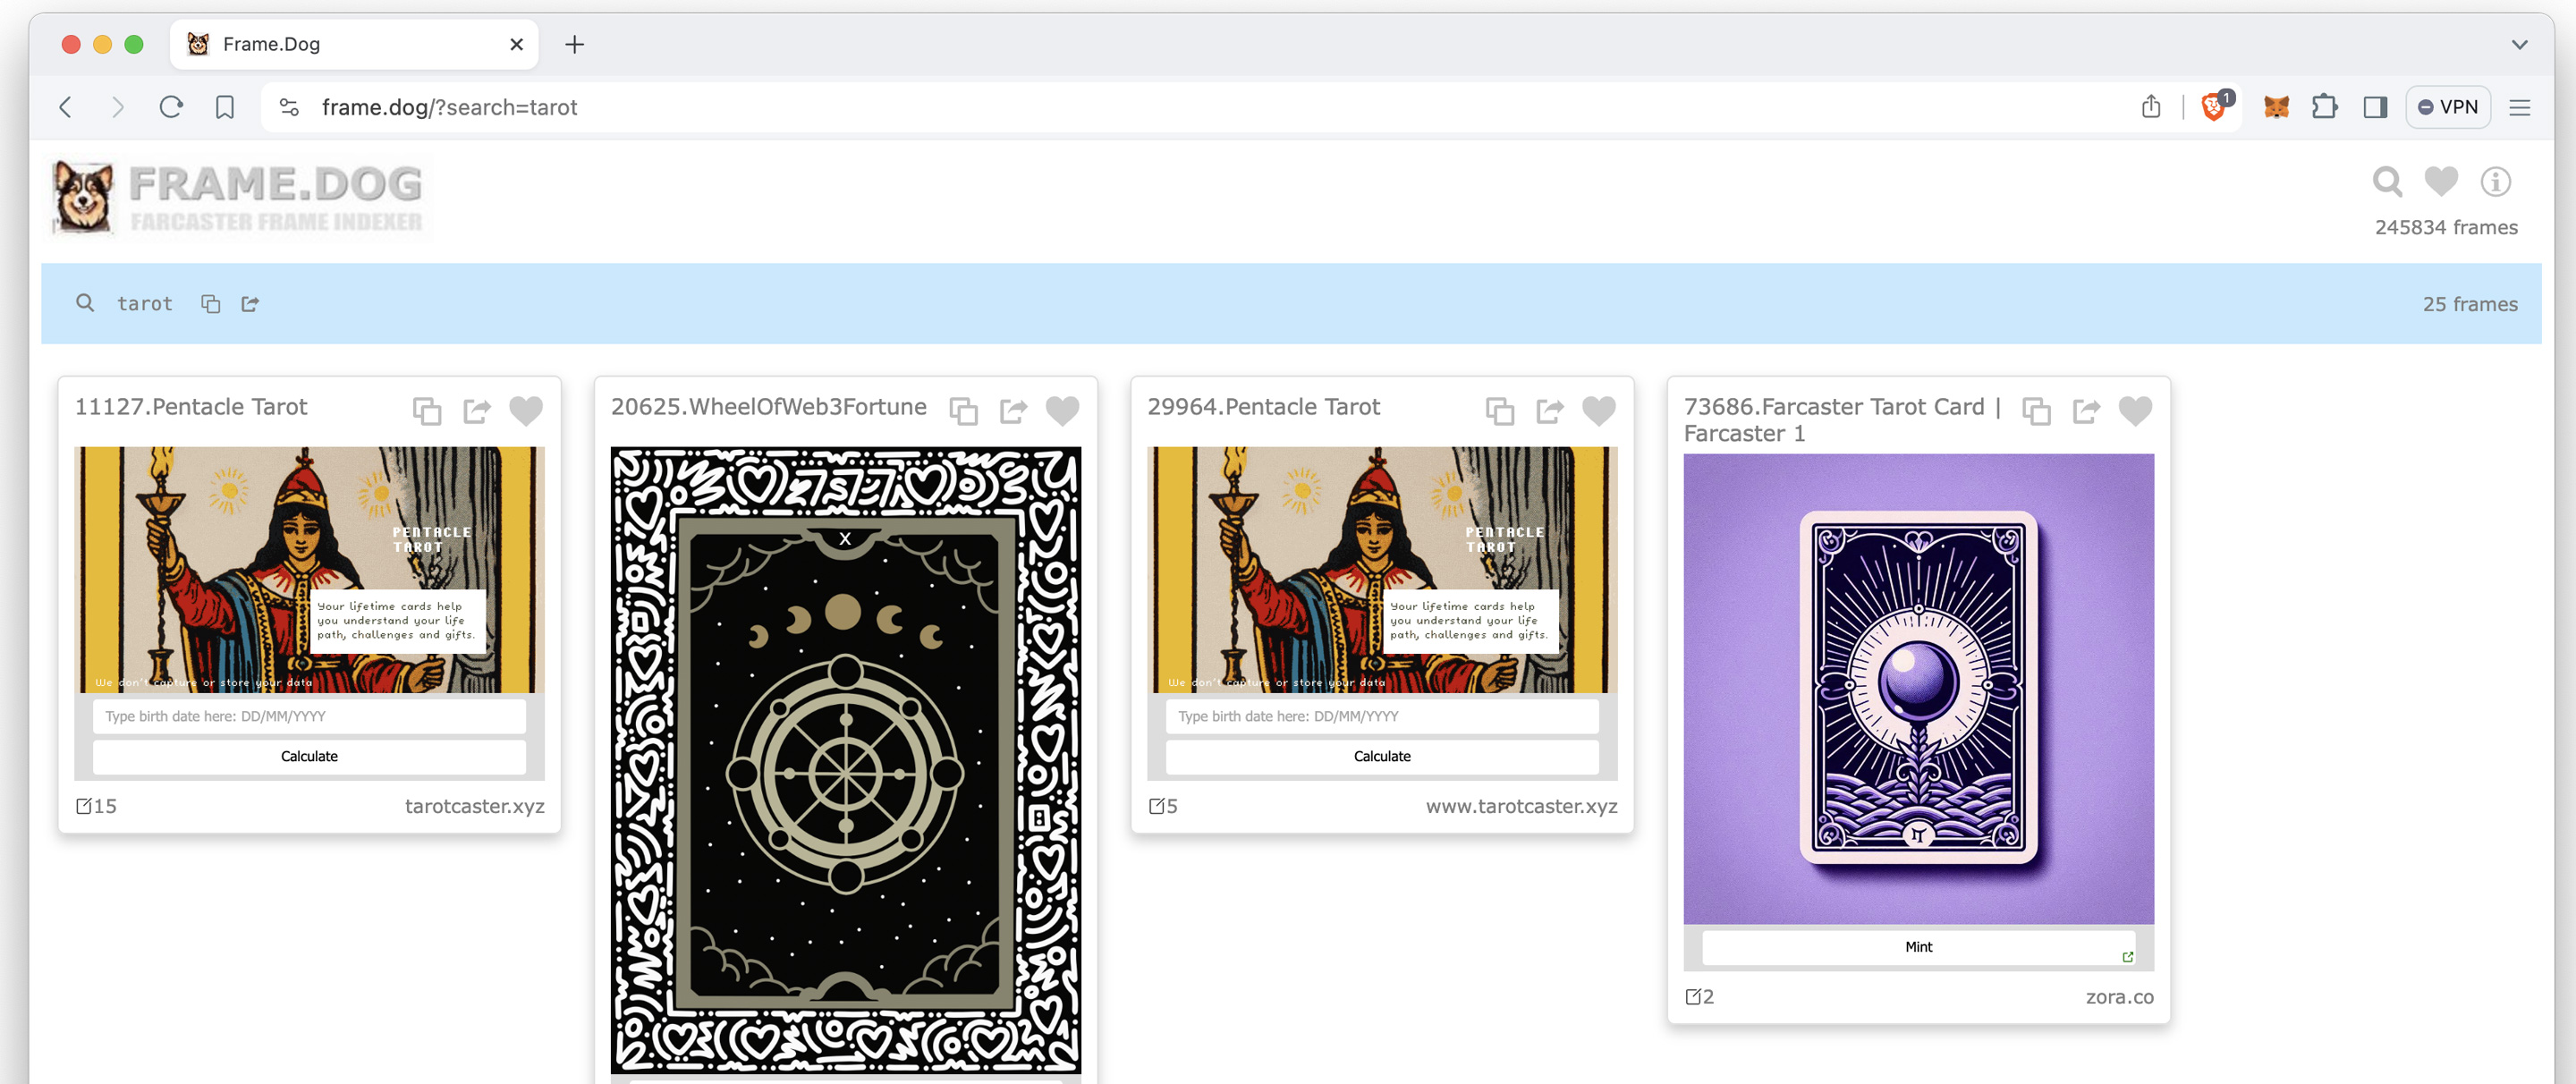 Frame.Dog
frame.dog/?search=tarot
1
VPN
FRAME.DOG
FARCASTER FRAME INDEXER
245834 frames
tarot
25 frames
11127.Pentacle Tarot
PENTACLE
TAROT
Your lifetime cards help
you understand your life
path, challenges and gifts.
We don't capture or store your data
Type birth date here: DD/MM/YYYY
Calculate
15
tarotcaster.xyz
20625.WheelOfWeb3Fortune
X
29964.Pentacle Tarot
PENTACLE
TAROT
Your lifetime cards help
you understand your life
path, challenges and gifts.
We don't capture or store your data
Type birth date here: DD/MM/YYYY
Calculate
5
www.tarotcaster.xyz
73686.Farcaster Tarot Card |
Farcaster 1
Mint
2
zora.co